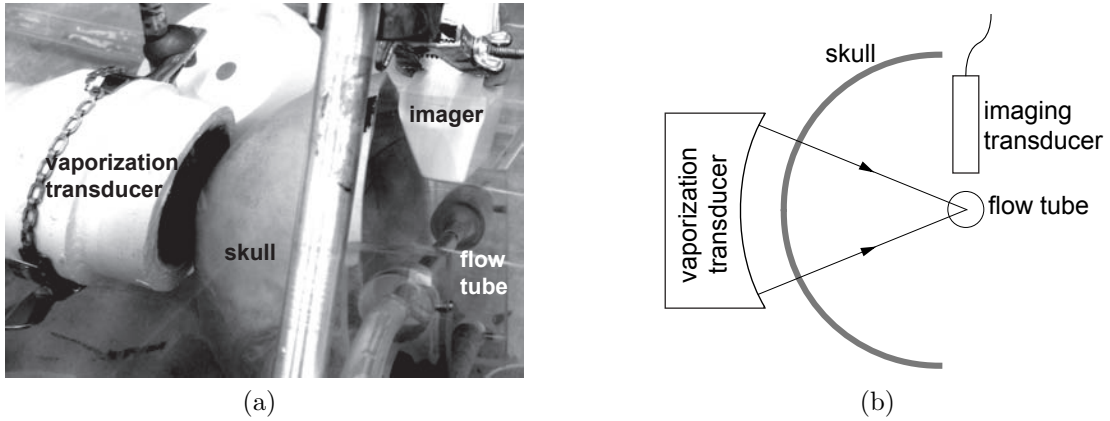 vaporization
transducer
skull
imager
flow
tube
(a)
skull
vaporization
transducer
imaging
transducer
flow tube
(b)